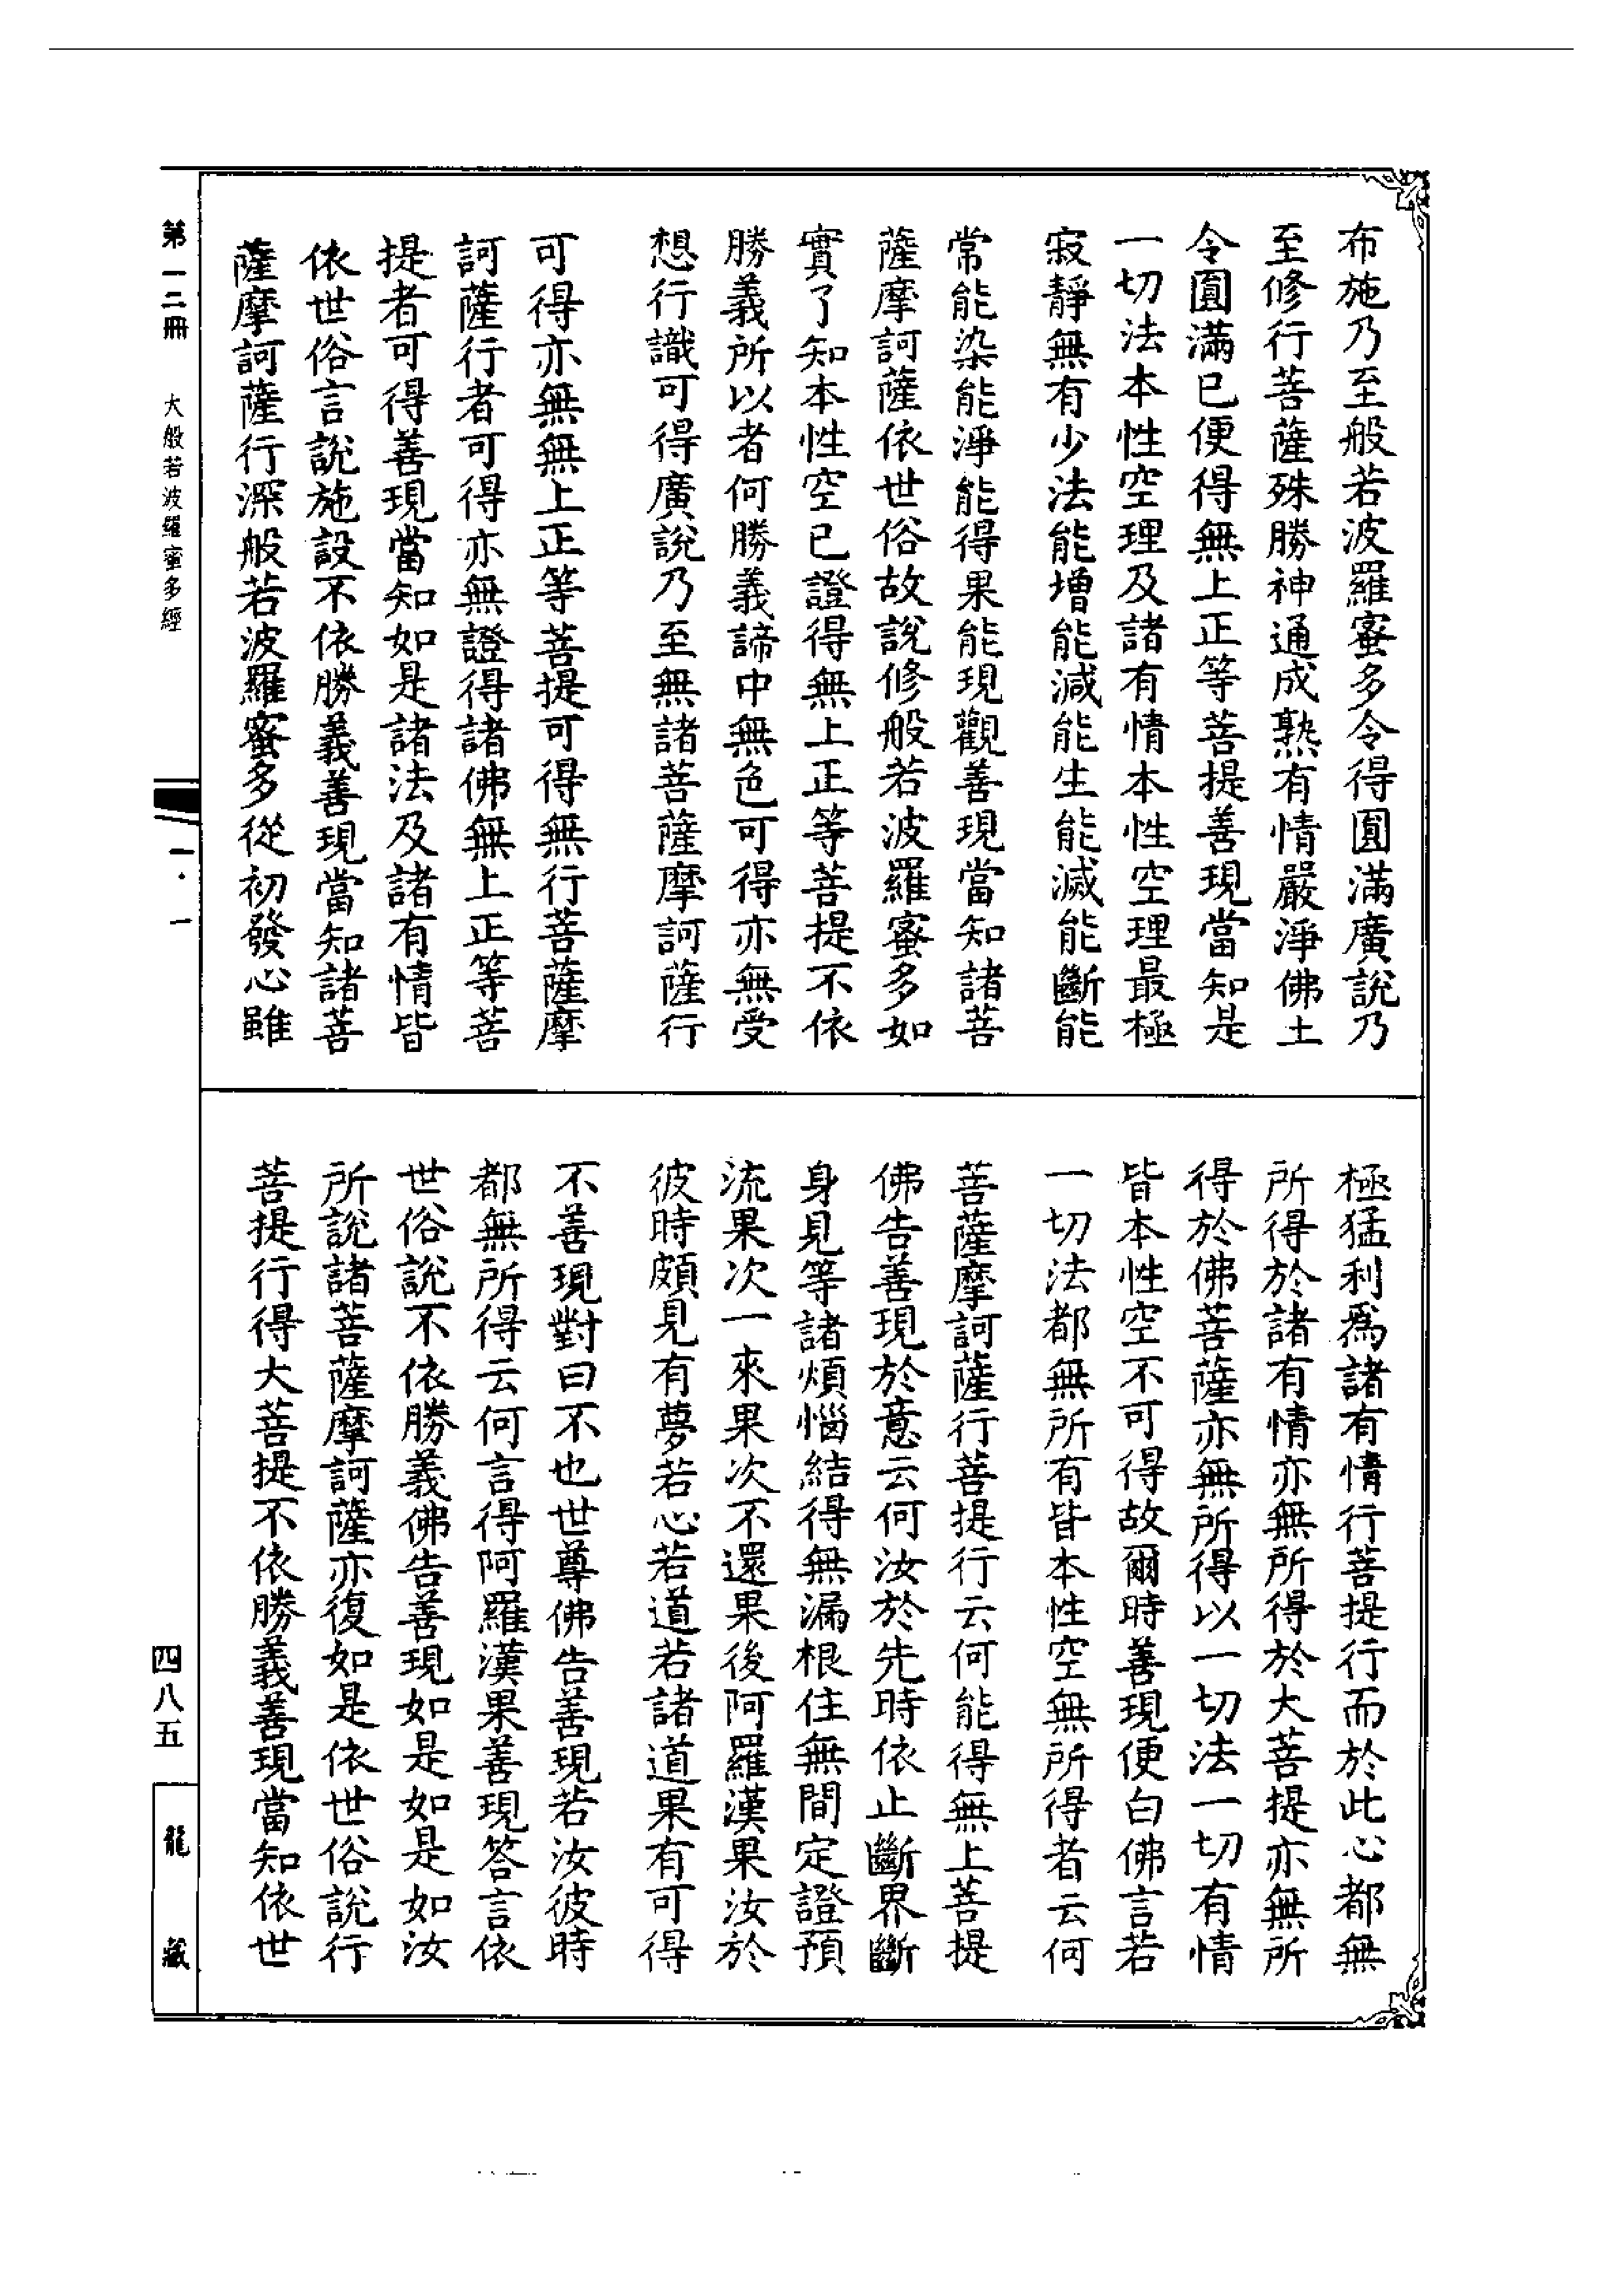 布施乃至般若波羅蜜多令得圓滿廣說乃
至修行菩薩殊勝神通成熟有情嚴淨佛土
令圓滿已便得無上正等菩提善現當知是
一切法本性空理及諸有情本性空理最極
寂靜無有少法能增能減能生能滅能斷能
常能染能淨能得果能現觀善現當知諸菩
薩摩訶薩依世俗故說修般若波羅蜜多如
實了知本性空已證得無上正等菩提不依
勝義所以者何勝義諦中無色可得亦無受
想行識可得廣說乃至無諸菩薩摩訶薩行
可得亦無無上正等菩提可得無行菩薩摩
訶薩行者可得亦無證得諸佛無上正等菩
提者可得善現當知如是諸法及諸有情皆
依世俗言說施設不依勝義善現當知諸菩
薩摩訶薩行深般若波羅蜜多從初發心雖
極猛利為諸有情行菩提行而於此心都無
所得於諸有情亦無所得於大菩提亦無所
得於佛菩薩亦無所得以一切法一切有情
皆本性空不可得故爾時善現便白佛言若
一切法都無所有皆本性空無所得者云何
菩薩摩訶薩行菩提行云何能得無上菩提
佛告善現於意云何汝於先時依止斷界斷
身見等諸煩惱結得無漏根住無間定證預
流果次一來果次不還果後阿羅漢果汝於
彼時頗見有夢若心若道若諸道果有可得
不善現對曰不也世尊佛告善現若汝彼時
都無所得云何言得阿羅漢果善現答言依
世俗說不依勝義佛告善現如是如是如汝
所說諸菩薩摩訶薩亦復如是依世俗說行
菩提行得大菩提不依勝義善現當知依世
第一二冊 大般若波羅蜜多經 一·一 四八五 龍藏